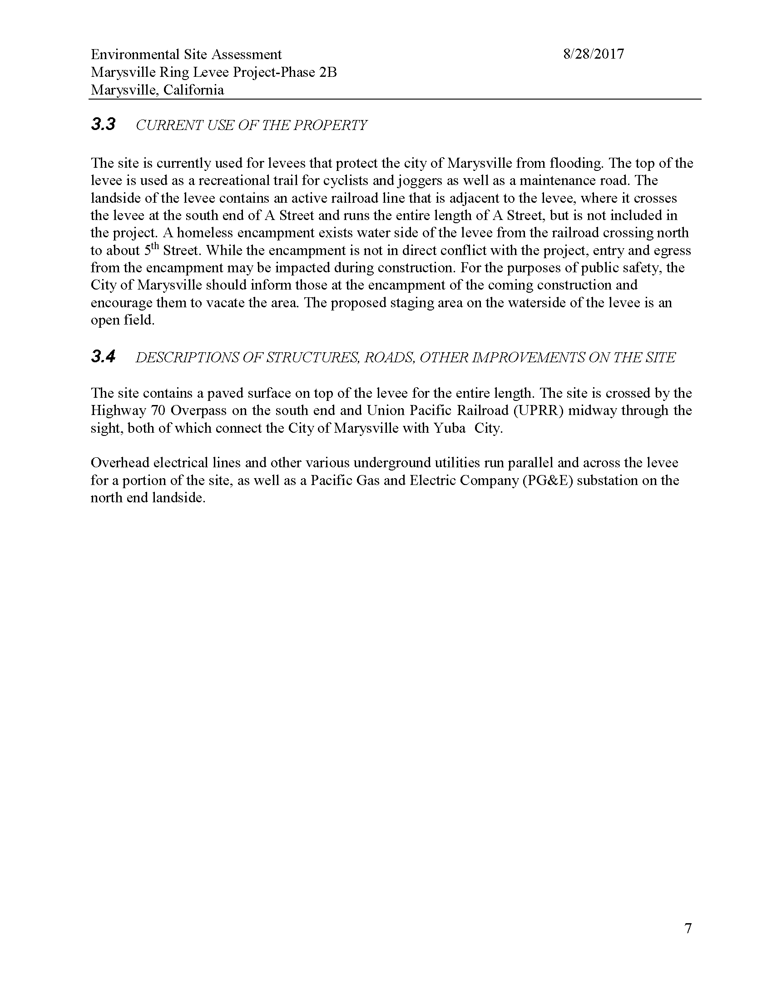 Environmental Site Assessment 8/28/2017
Marysville Ring Levee Project-Phase 2B
Marysville, California
3.3 CURRENT USE OF THE PROPERTY
The site is currently used for levees that protect the city of Marysville from flooding. The top of the
levee is used as a recreational trail for cyclists and joggers as well as a maintenance road. The
landside of the levee contains an active railroad line that is adjacent to the levee, where it crosses
the levee at the south end of A Street and runs the entire length of A Street, but is not included in
the project. A homeless encampment exists water side of the levee from the railroad crossing north
to about 5th Street. While the encampment is not in direct conflict with the project, entry and egress
from the encampment may be impacted during construction. For the purposes of public safety, the
City of Marysville should inform those at the encampment of the coming construction and
encourage them to vacate the area. The proposed staging area on the waterside of the levee is an
open field.
3.4 DESCRIPTIONS OF STRUCTURES, ROADS, OTHER IMPROVEMENTS ON THE SITE
The site contains a paved surface on top of the levee for the entire length. The site is crossed by the
Highway 70 Overpass on the south end and Union Pacific Railroad (UPRR) midway through the
sight, both of which connect the City of Marysville with Yuba City.
Overhead electrical lines and other various underground utilities run parallel and across the levee
for a portion of the site, as well as a Pacific Gas and Electric Company (PG&E) substation on the
north end landside.
7